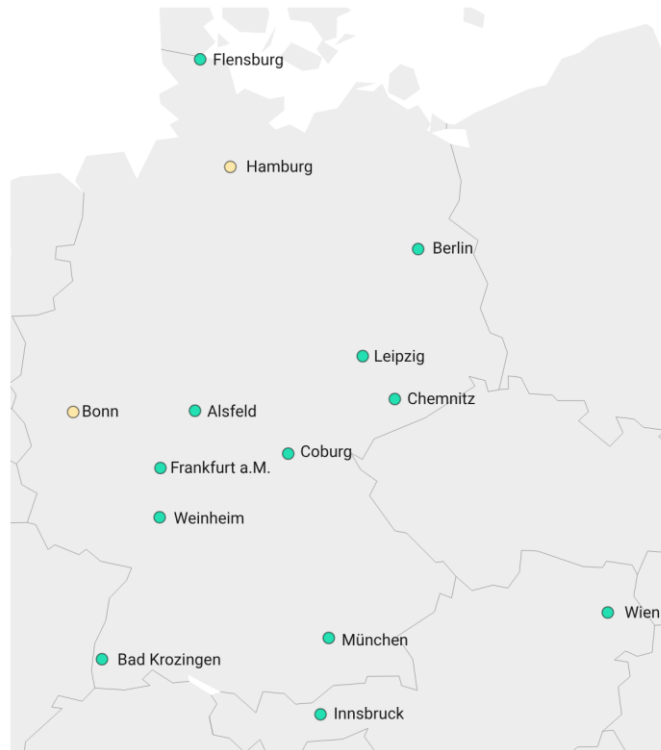 Flensburg
Hamburg
Berlin
Leipzig
Chemnitz
Bonn
Alsfeld
Coburg
Frankfurt a.M.
Weinheim
Wien
München
Bad Krozingen
Innsbruck